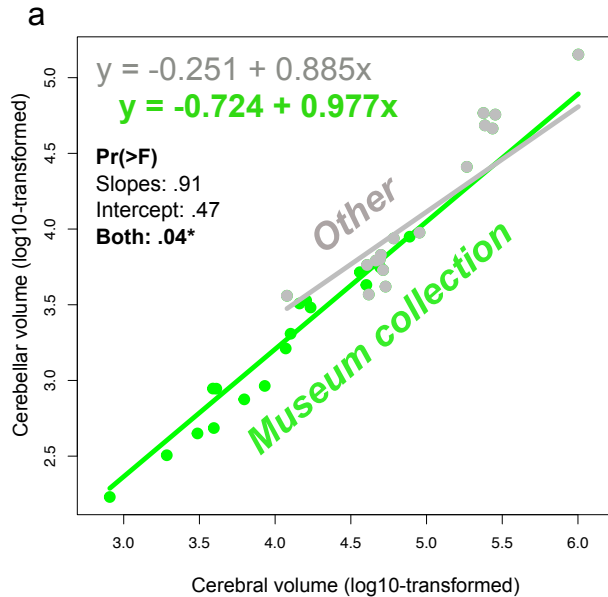 a
y = -0.251 + 0.885x
y = -0.724 + 0.977x
Pr(>F)
Slopes: .91
Intercept: .47
Both: .04*
Other
Museum collection
Cerebellar volume (log10-transformed)
5.0
4.5
4.0
3.5
3.0
2.5
3.0 3.5 4.0 4.5 5.0 5.5 6.0
Cerebral volume (log10-transformed)